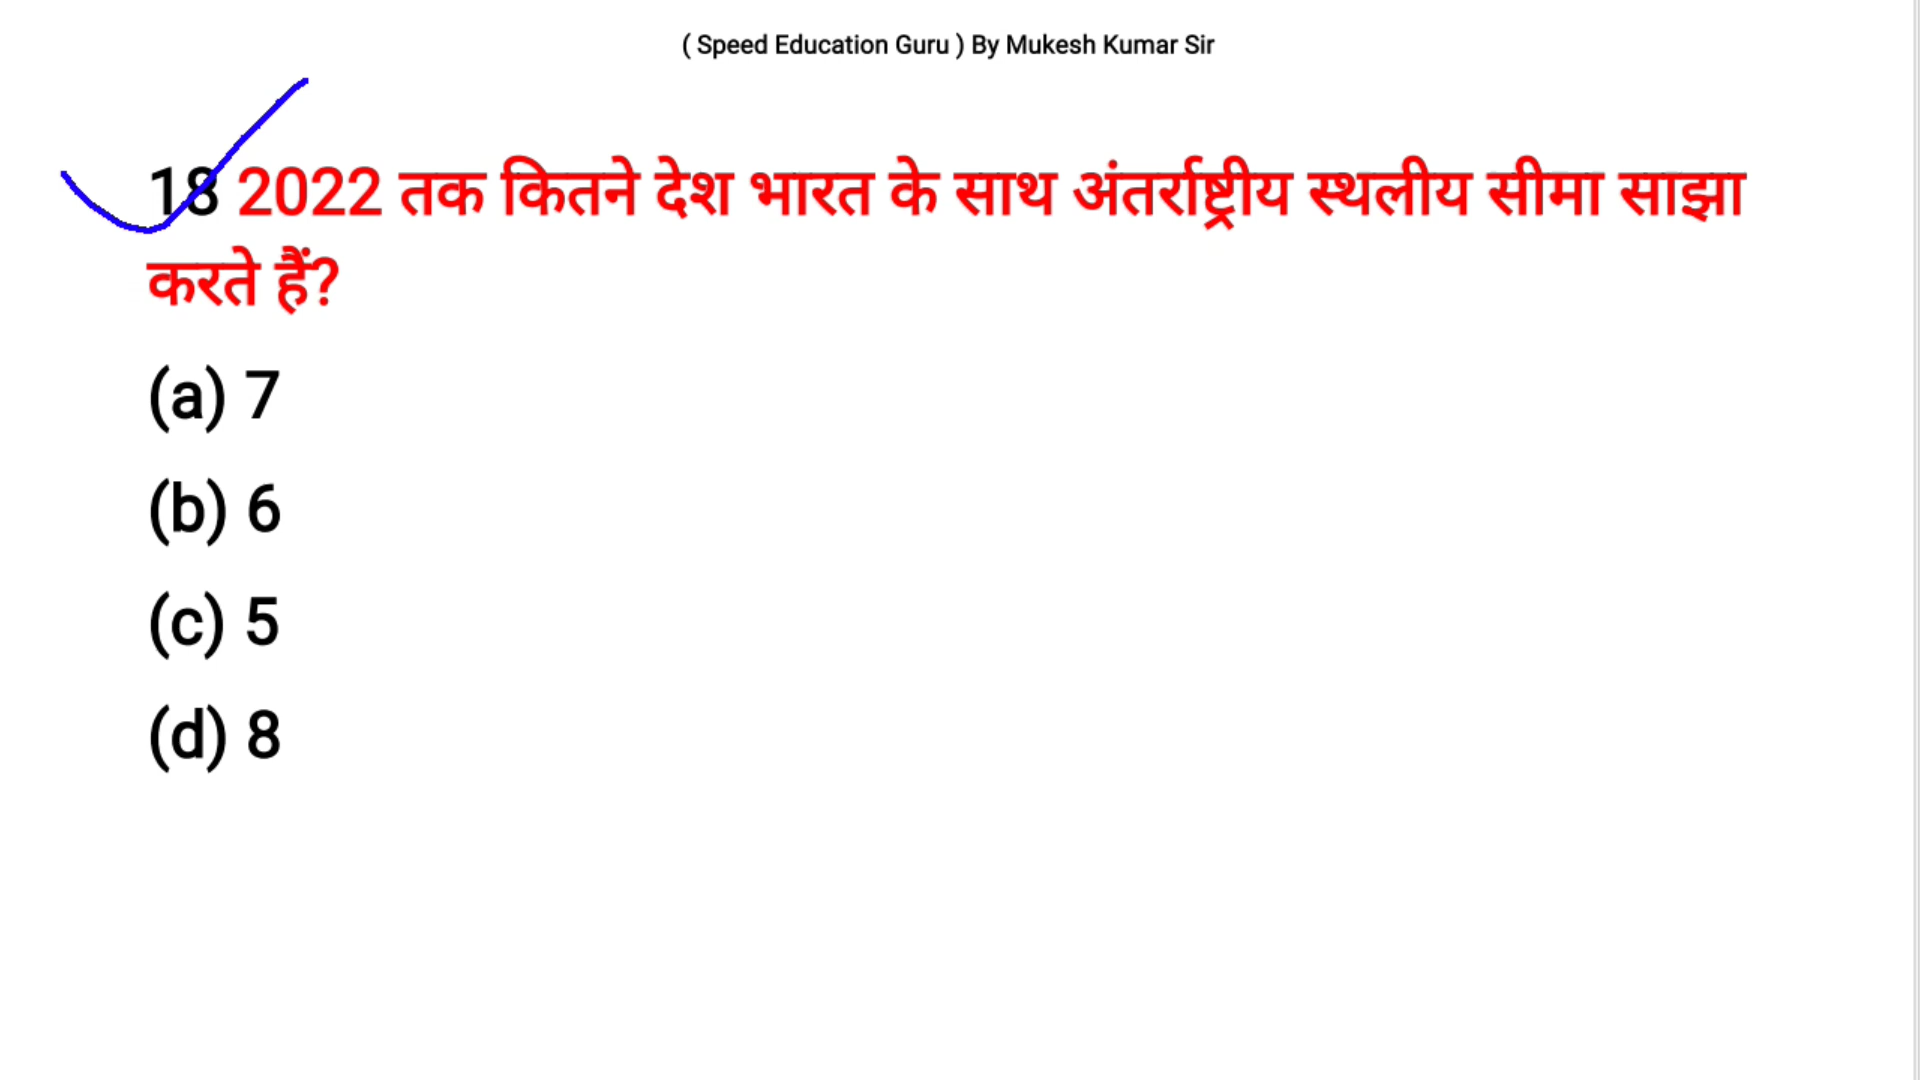 ( Speed Education Guru ) By Mukesh Kumar Sir
18 2022 तक कितने देश भारत के साथ अंतर्राष्ट्रीय स्थलीय सीमा साझा
करते हैं?
(a) 7
(b) 6
(c) 5
(d) 8